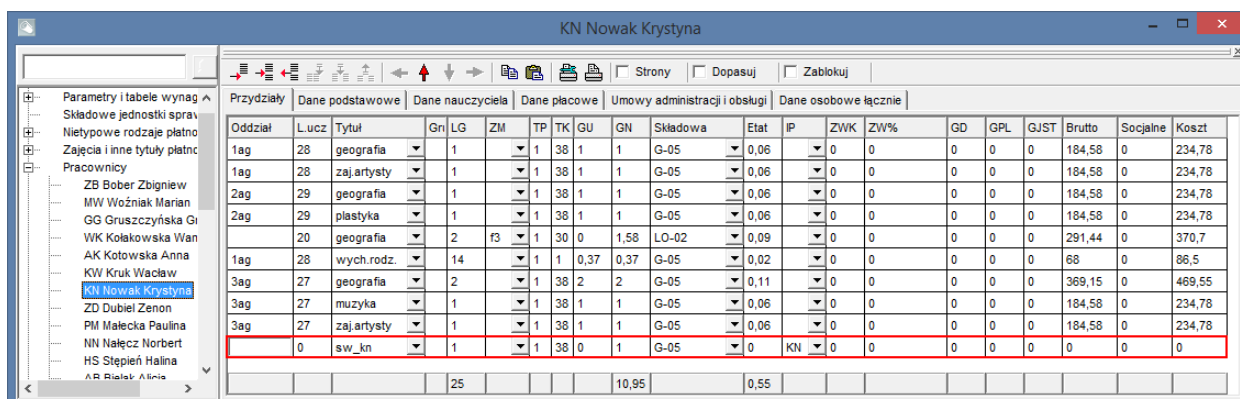 KN Nowak Krystyna
Strony Dopasuj Zablokuj
Parametry i tabele wynag
Składowe jednostki spraw
Nietypowe rodzaje płatno
Zajęcia i inne tytuły płatno
Pracownicy
ZB Bober Zbigniew
MW Woźniak Marian
GG Gruszczyńska Gr
WK Kołakowska Wan
AK Kotowska Anna
KW Kruk Wacław
KN Nowak Krystyna
ZD Dubiel Zenon
PM Małecka Paulina
NN Nałęcz Norbert
HS Stępień Halina
AB Bielak Alicja
Przydziały Dane podstawowe Dane nauczyciela Dane płacowe Umowy administracji i obsługi Dane osobowe łącznie
Oddział L.ucz Tytuł Gru LG ZM TP TK GU GN Składowa Etat IP ZWK ZW% GD GPL GJST Brutto Socjalne Koszt
1ag 28 geografia 1 1 38 1 1 G-05 0,06 0 0 0 0 0 184,58 0 234,78
1ag 28 zaj.artysty 1 1 38 1 1 G-05 0,06 0 0 0 0 0 184,58 0 234,78
2ag 29 geografia 1 1 38 1 1 G-05 0,06 0 0 0 0 0 184,58 0 234,78
2ag 29 plastyka 1 1 38 1 1 G-05 0,06 0 0 0 0 0 184,58 0 234,78
20 geografia 2 f3 1 30 0 1,58 LO-02 0,09 0 0 0 0 0 291,44 0 370,7
1ag 28 wych.rodz. 14 1 1 0,37 0,37 G-05 0,02 0 0 0 0 0 68 0 86,5
3ag 27 geografia 2 1 38 2 2 G-05 0,11 0 0 0 0 0 369,15 0 469,55
3ag 27 muzyka 1 1 38 1 1 G-05 0,06 0 0 0 0 0 184,58 0 234,78
3ag 27 zaj.artysty 1 1 38 1 1 G-05 0,06 0 0 0 0 0 184,58 0 234,78
0 sw_kn 1 1 38 0 1 G-05 0 KN 0 0 0 0 0 0 0 0
25 10,95 0,55